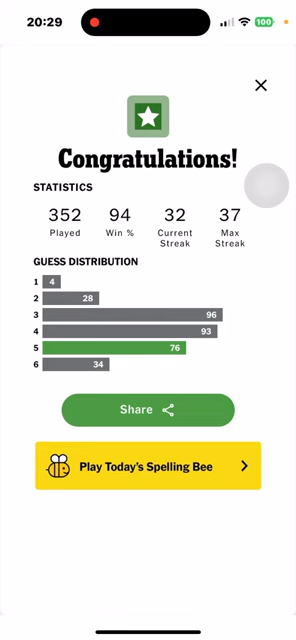 20:29
100
Congratulations!
STATISTICS
352 94 32 37
Played Win % Current Streak Max Streak
GUESS DISTRIBUTION
1 4
2 28
3 96
4 93
5 76
6 34
Share
Play Today's Spelling Bee